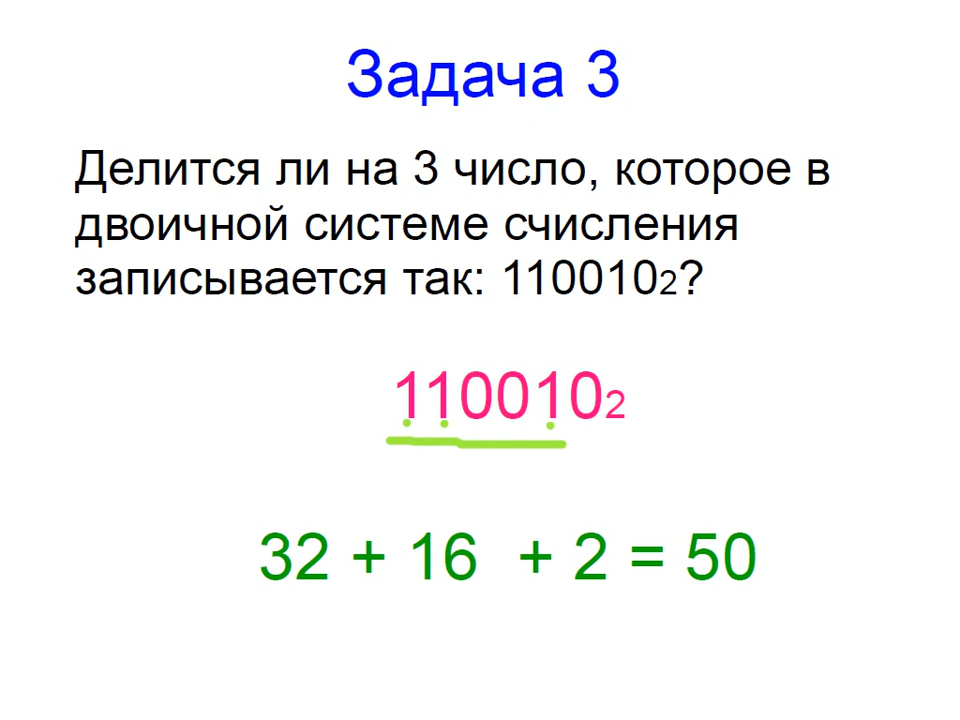 Задача 3
Делится ли на 3 число, которое в
двоичной системе счисления
записывается так: 110010₂?
110010₂
32 + 16 + 2 = 50